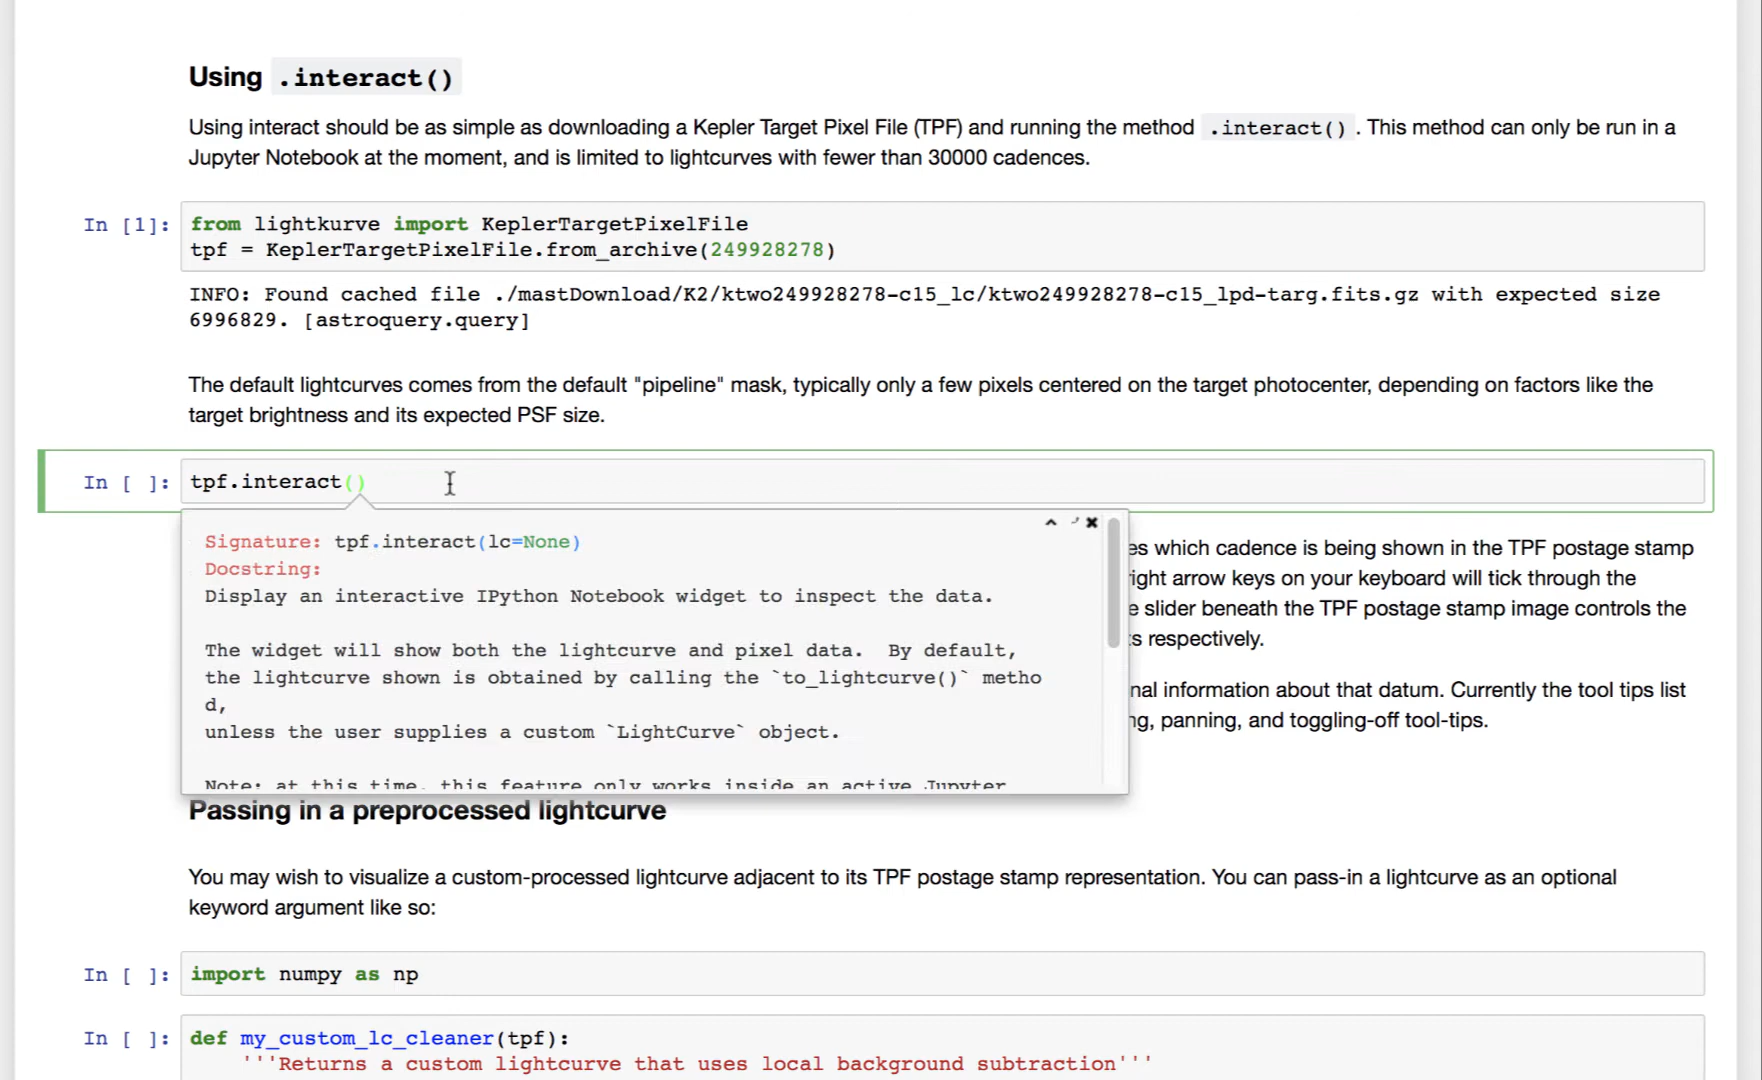 Using .interact()
Using interact should be as simple as downloading a Kepler Target Pixel File (TPF) and running the method .interact(). This method can only be run in a
Jupyter Notebook at the moment, and is limited to lightcurves with fewer than 30000 cadences.
In [1]: from lightkurve import KeplerTargetPixelFile
tpf = KeplerTargetPixelFile.from_archive(249928278)
INFO: Found cached file ./mastDownload/K2/ktwo249928278-c15_lc/ktwo249928278-c15_lpd-targ.fits.gz with expected size
6996829. [astroquery.query]
The default lightcurves comes from the default "pipeline" mask, typically only a few pixels centered on the target photocenter, depending on factors like the
target brightness and its expected PSF size.
In [ ]: tpf.interact()
Signature: tpf.interact(lc=None)
Docstring:
Display an interactive IPython Notebook widget to inspect the data.
The widget will show both the lightcurve and pixel data.  By default,
the lightcurve shown is obtained by calling the `to_lightcurve()` metho
d,
unless the user supplies a custom `LightCurve` object.
Note: at this time, this feature only works inside an active Jupyter
es which cadence is being shown in the TPF postage stamp
ight arrow keys on your keyboard will tick through the
e slider beneath the TPF postage stamp image controls the
s respectively.
nal information about that datum. Currently the tool tips list
ng, panning, and toggling-off tool-tips.
Passing in a preprocessed lightcurve
You may wish to visualize a custom-processed lightcurve adjacent to its TPF postage stamp representation. You can pass-in a lightcurve as an optional
keyword argument like so:
In [ ]: import numpy as np
In [ ]: def my_custom_lc_cleaner(tpf):
'''Returns a custom lightcurve that uses local background subtraction'''